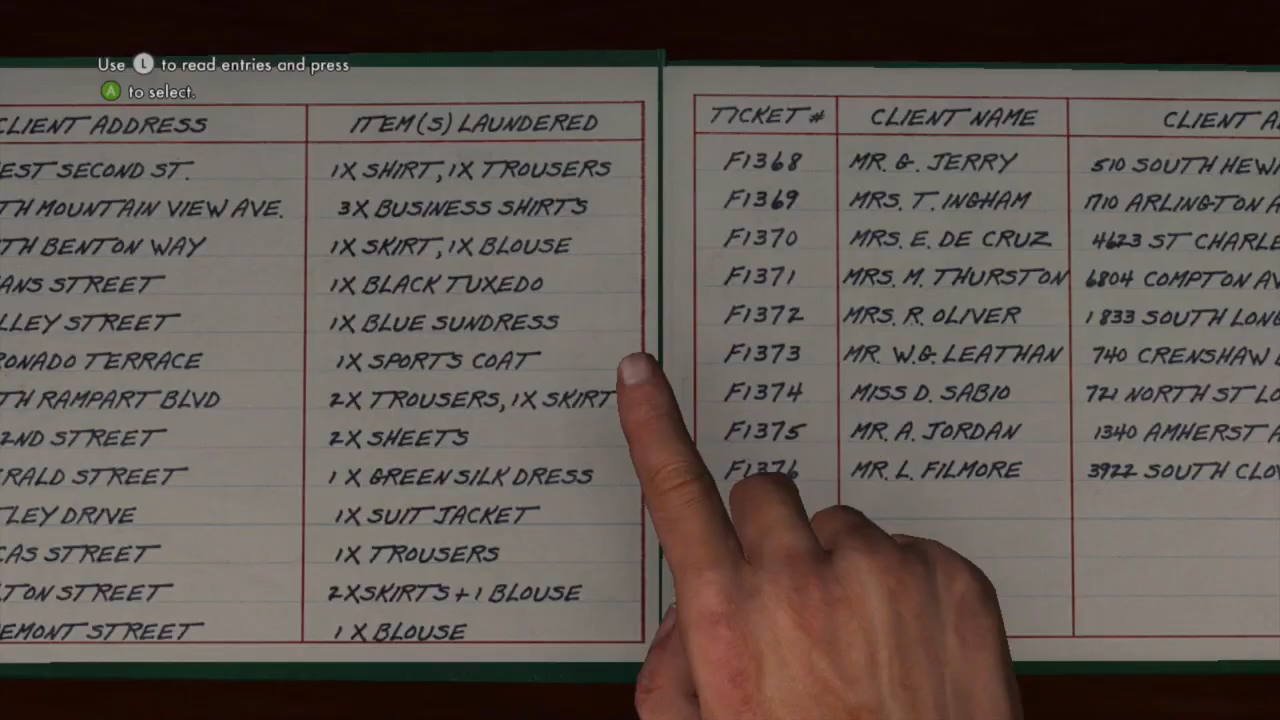 Use L to read entries and press
A to select.
CLIENT ADDRESS ITEM(S) LAUNDERED
EST SECOND ST. 1X SHIRT, 1X TROUSERS
TH MOUNTAIN VIEW AVE. 3X BUSINESS SHIRTS
TH BENTON WAY 1X SKIRT, 1X BLOUSE
ANS STREET 1X BLACK TUXEDO
LLEY STREET 1X BLUE SUNDRESS
RONADO TERRACE 1X SPORTS COAT
TH RAMPART BLVD 2X TROUSERS, 1X SKIRT
2ND STREET 2X SHEETS
ERALD STREET 1 X GREEN SILK DRESS
TLEY DRIVE 1X SUIT JACKET
CAS STREET 1X TROUSERS
LTON STREET 2X SKIRTS + 1 BLOUSE
EMONT STREET 1 X BLOUSE
TICKET # CLIENT NAME CLIENT A
F1368 MR. G. JERRY 510 SOUTH HEW
F1369 MRS. T. INGHAM 1710 ARLINGTON A
F1370 MRS. E. DE CRUZ 4623 ST CHARLE
F1371 MRS. M. THURSTON 6804 COMPTON AV
F1372 MRS. R. OLIVER 1833 SOUTH LONG
F1373 MR. W.G. LEATHAN 740 CRENSHAW
F1374 MISS D. SABIO 721 NORTH ST LO
F1375 MR. A. JORDAN 1340 AMHERST A
F1376 MR. L. FILMORE 3922 SOUTH CLO